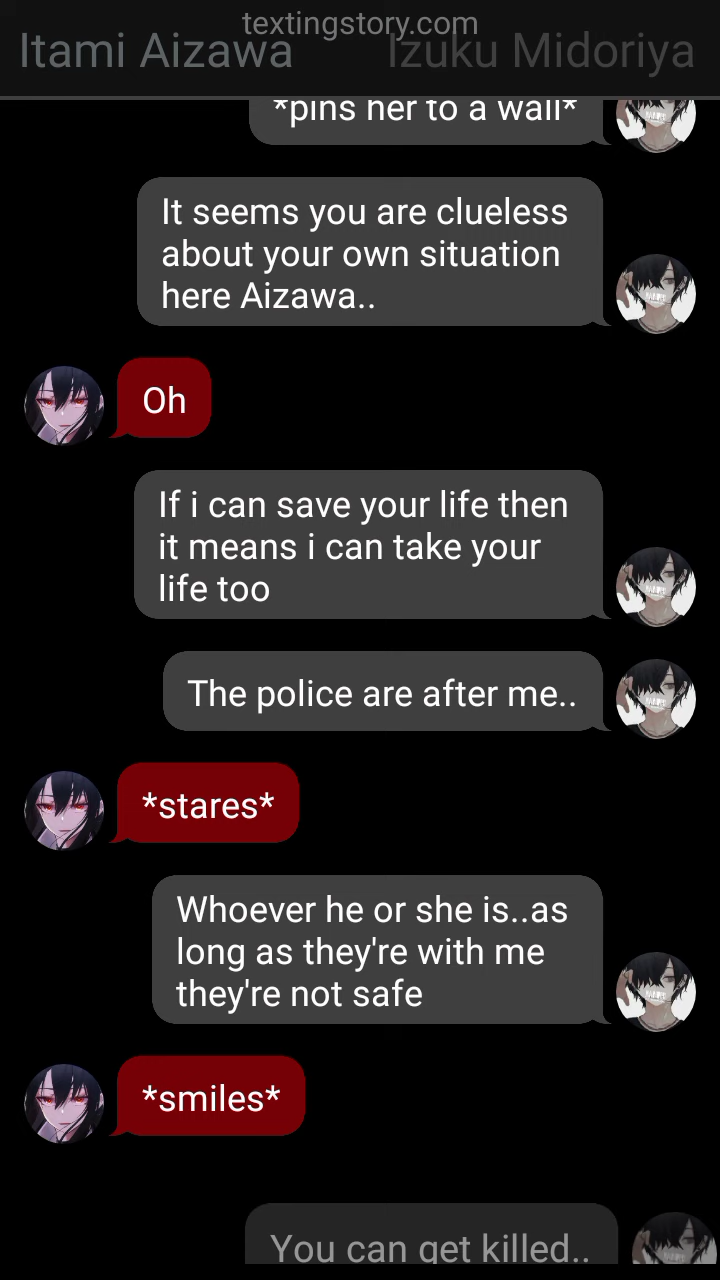 textingstory.com
Itami Aizawa
Izuku Midoriya
*pins her to a wall*
It seems you are clueless
about your own situation
here Aizawa..
Oh
If i can save your life then
it means i can take your
life too
The police are after me..
*stares*
Whoever he or she is..as
long as they're with me
they're not safe
*smiles*
You can get killed..